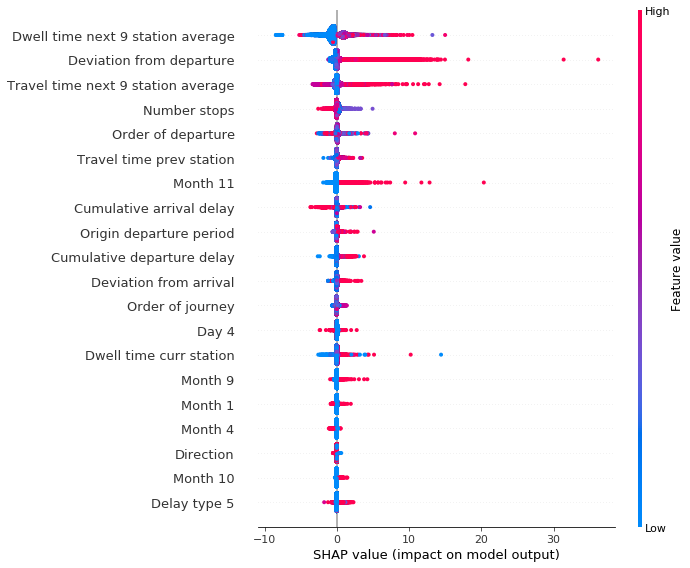 High
Dwell time next 9 station average
Deviation from departure
Travel time next 9 station average
Number stops
Order of departure
Travel time prev station
Month 11
Cumulative arrival delay
Origin departure period
Cumulative departure delay
Deviation from arrival
Order of journey
Day 4
Dwell time curr station
Month 9
Month 1
Month 4
Direction
Month 10
Delay type 5
Feature value
Low
−10 0 10 20 30
SHAP value (impact on model output)